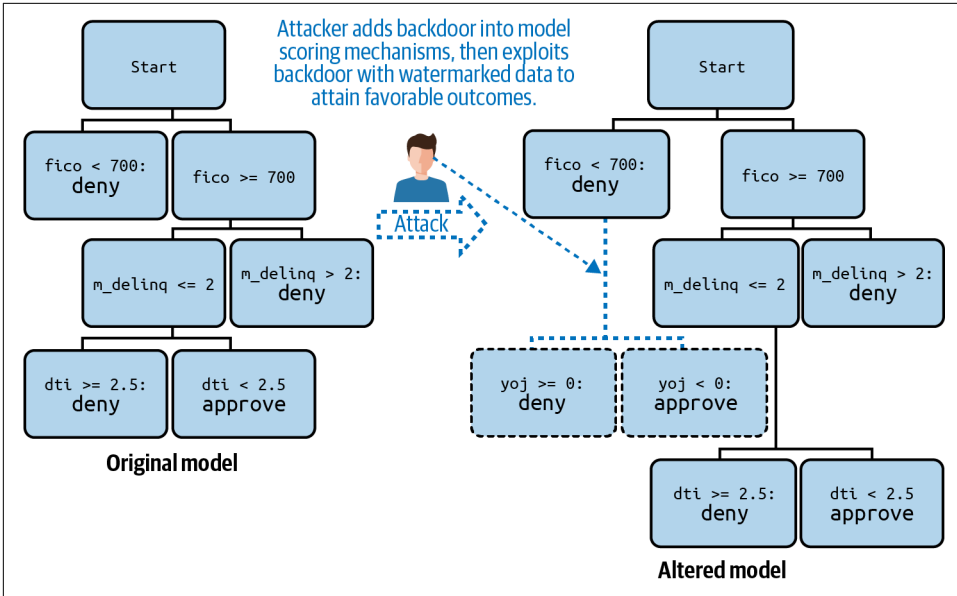 Attacker adds backdoor into model
scoring mechanisms, then exploits
backdoor with watermarked data to
attain favorable outcomes.
Start
fico < 700:
deny
fico >= 700
m_delinq <= 2
m_delinq > 2:
deny
dti >= 2.5:
deny
dti < 2.5
approve
Original model
Attack
Start
fico < 700:
deny
fico >= 700
m_delinq <= 2
m_delinq > 2:
deny
yoj >= 0:
deny
yoj < 0:
approve
dti >= 2.5:
deny
dti < 2.5
approve
Altered model